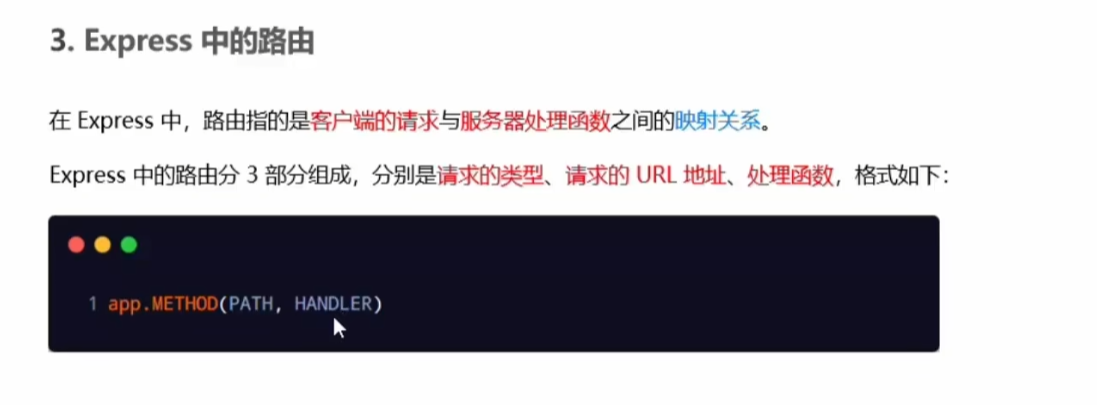 3. Express 中的路由
在 Express 中，路由指的是客户端的请求与服务器处理函数之间的映射关系。
Express 中的路由分 3 部分组成，分别是请求的类型、请求的 URL 地址、处理函数，格式如下：
1 app.METHOD(PATH, HANDLER)